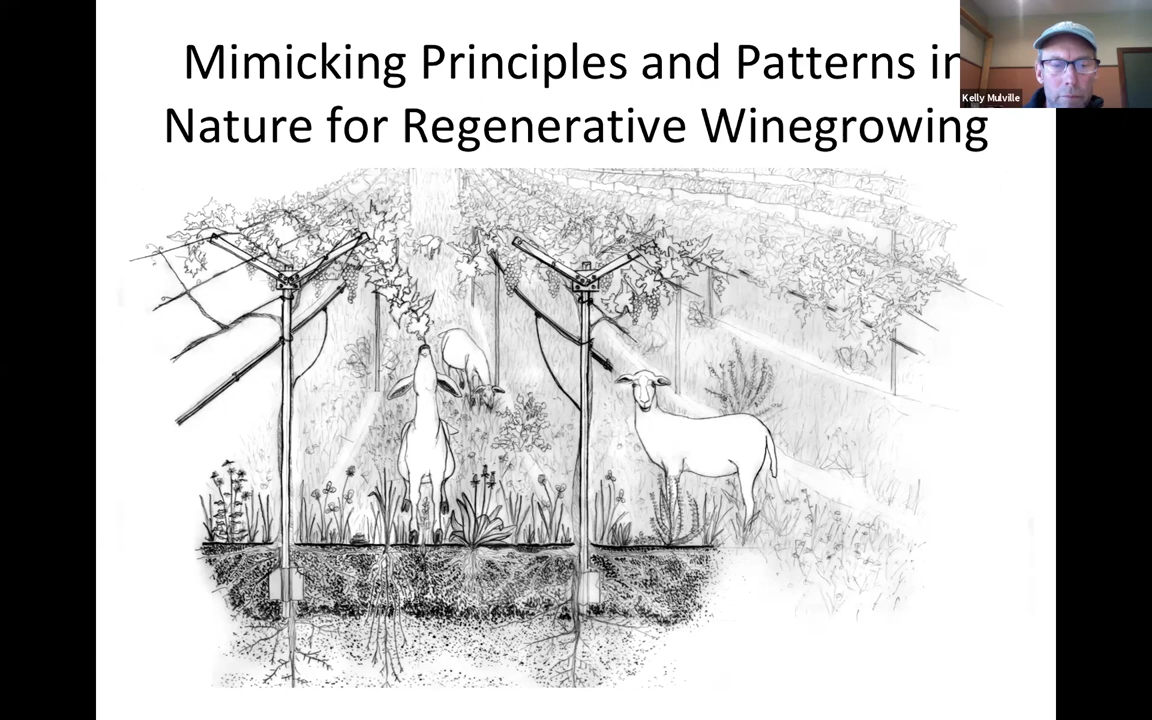 Mimicking Principles and Patterns in
Nature for Regenerative Winegrowing
Kelly Mulville